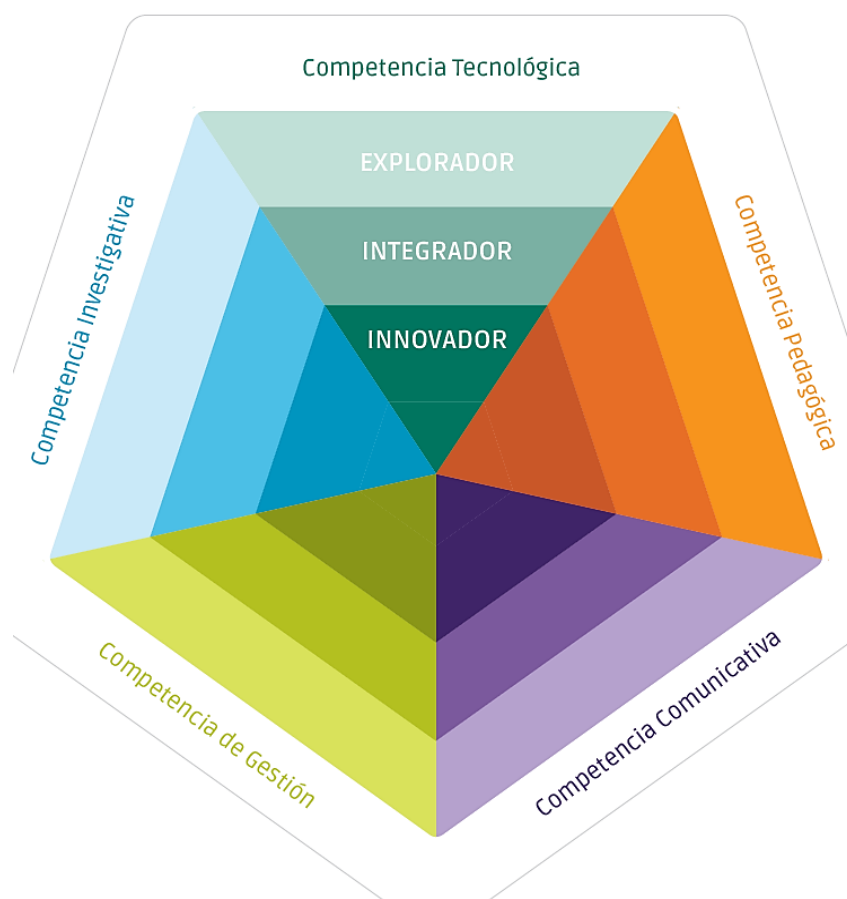 Competencia Tecnológica
EXPLORADOR
INTEGRADOR
INNOVADOR
Competencia Investigativa
Competencia Pedagógica
Competencia de Gestión
Competencia Comunicativa